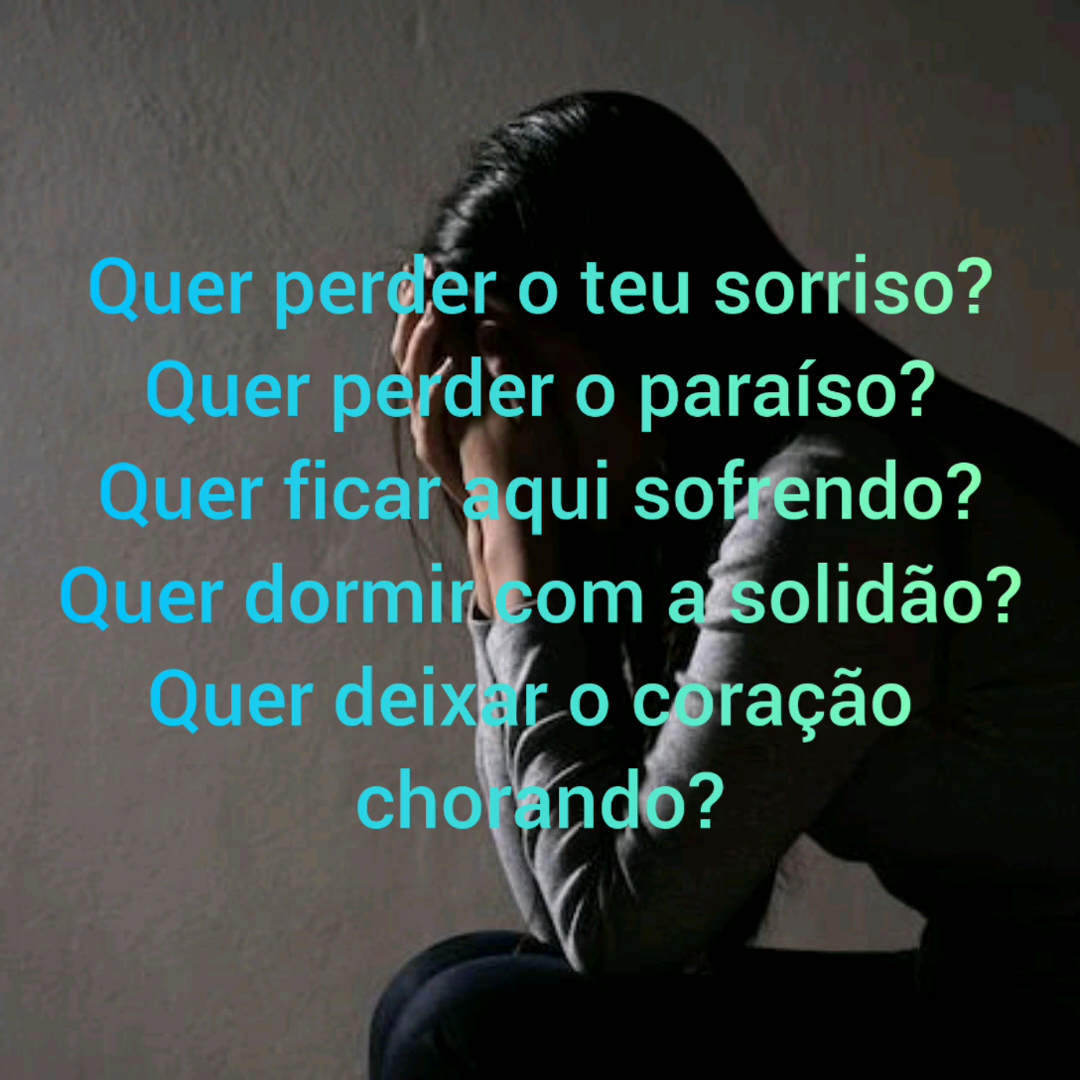 Quer perder o teu sorriso?
Quer perder o paraíso?
Quer ficar aqui sofrendo?
Quer dormir com a solidão?
Quer deixar o coração
chorando?